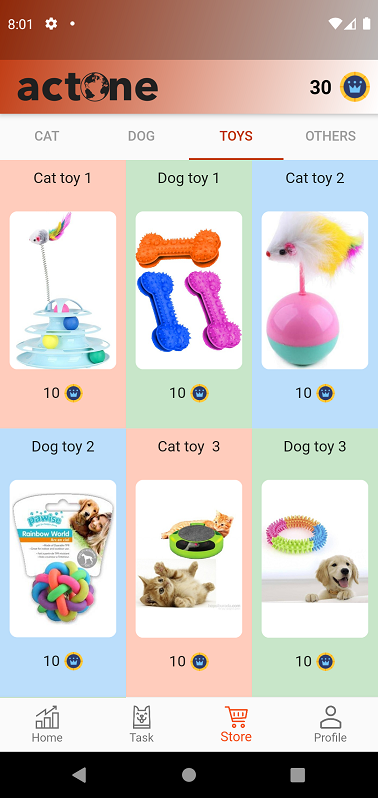 8:01
actone
30
CAT DOG TOYS OTHERS
Cat toy 1 Dog toy 1 Cat toy 2
10 10 10
Dog toy 2 Cat toy 3 Dog toy 3
Pawise
Rainbow World
10 10 10
Home Task Store Profile